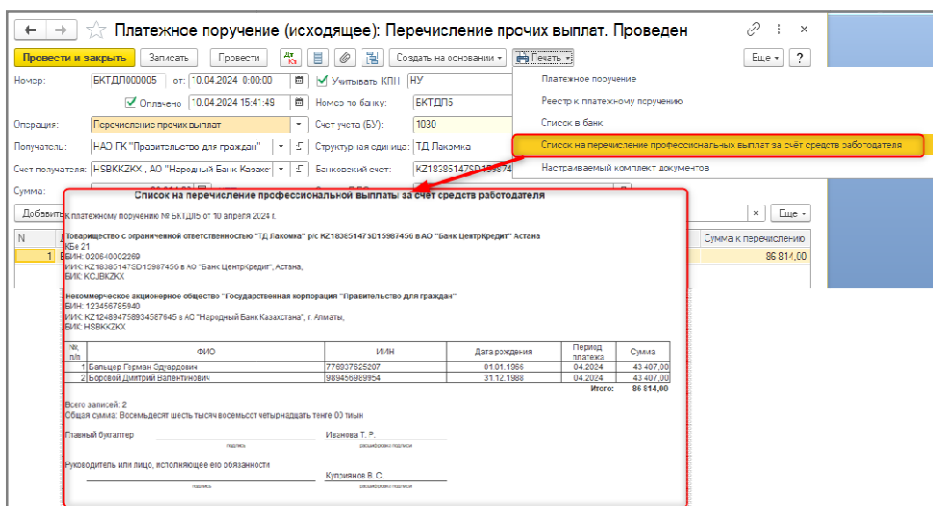 Платежное поручение (исходящее): Перечисление прочих выплат. Проведен
Провести и закрыть Записать Провести Создать на основании Печать Еще ?
Номер: БКТДЛ000005 от: 10.04.2024 0:00:00 Учитывать КПН НУ
Платежное поручение
Оплачено 10.04.2024 15:41:49 Номер по банку: БКТДЛ5
Реестр к платежному поручению
Операция: Перечисление прочих выплат Счет учета (БУ): 1030
Список в банк
Получатель: НАО ГК "Правительство для граждан" Структурная единица: ТД Лакомка
Список на перечисление профессиональных выплат за счёт средств работодателя
Счет получателя: HSBKKZKX, АО "Народный Банк Казахст Банковский счет: KZ18385147SD159874
Настраиваемый комплект документов
Сумма:
Добавить Еще
N Сумма к перечислению
1 86 814,00
Список на перечисление профессиональной выплаты за счет средств работодателя
К платежному поручению № БКТДЛ5 от 10 апреля 2024 г.
Товарищество с ограниченной ответственностью "ТД Лакомка" р/с KZ18385147SD15987456 в АО "Банк ЦентрКредит" Астана
КБе 21
БИН: 020640002269
ИИК: KZ18385147SD15987456 в АО "Банк ЦентрКредит", Астана,
БИК: KCJBKZKX
Некоммерческое акционерное общество "Государственная корпорация "Правительство для граждан"
БИН: 123456785940
ИИК: KZ124894758934587645 в АО "Народный Банк Казахстана", г. Алматы,
БИК: HSBKKZKX
№ п/п ФИО ИИН Дата рождения Период платежа Сумма
1 Бельцер Герман Эдуардович 776937525207 01.01.1966 04.2024 43 407,00
2 Боровой Дмитрий Валентинович 989456989954 31.12.1988 04.2024 43 407,00
Итого: 86 814,00
Всего записей: 2
Общая сумма: Восемьдесят шесть тысяч восемьсот четырнадцать тенге 00 тиын
Главный бухгалтер Иванова Т. Р.
подпись расшифровка подписи
Руководитель или лицо, исполняющее его обязанности
Куприянов В. С.
подпись расшифровка подписи